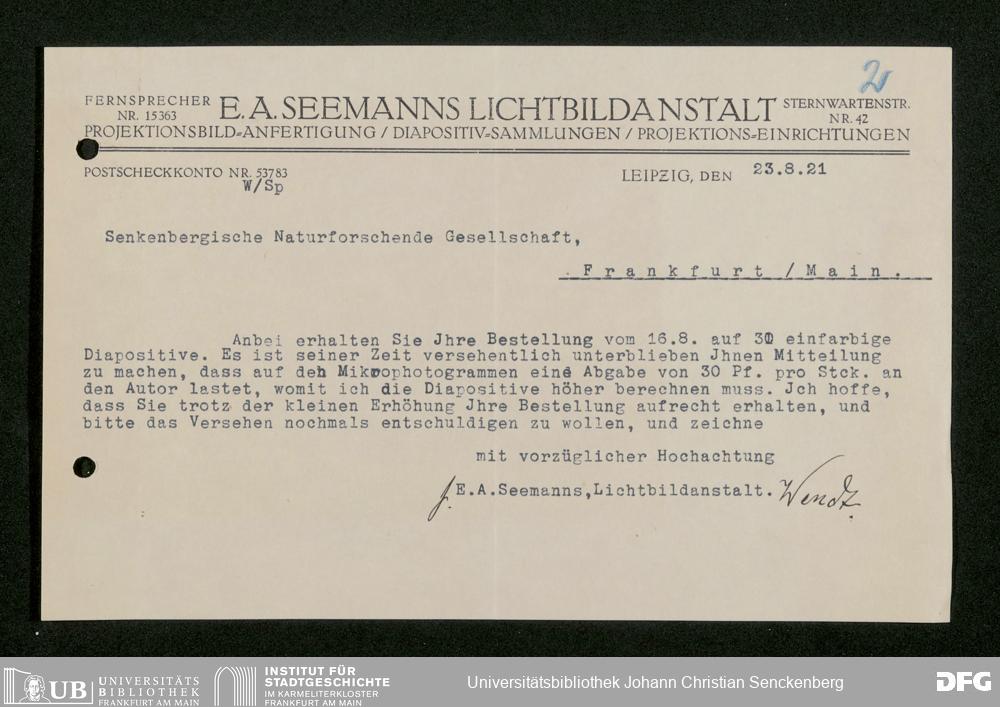 2
FERNSPRECHER NR. 15363
E. A. SEEMANNS LICHTBILDANSTALT
STERNWARTENSTR. NR. 42
PROJEKTIONSBILD-ANFERTIGUNG / DIAPOSITIV-SAMMLUNGEN / PROJEKTIONS-EINRICHTUNGEN
POSTSCHECKKONTO NR. 53783
W/Sp
LEIPZIG, DEN 23.8.21
Senkenbergische Naturforschende Gesellschaft,
Frankfurt /Main.
Anbei erhalten Sie Jhre Bestellung vom 16.8. auf 30 einfarbige
Diapositive. Es ist seiner Zeit versehentlich unterblieben Jhnen Mitteilung
zu machen, dass auf den Mikrophotogrammen eine Abgabe von 30 Pf. pro Stck. an
den Autor lastet, womit ich die Diapositive höher berechnen muss. Jch hoffe,
dass Sie trotz der kleinen Erhöhung Jhre Bestellung aufrecht erhalten, und
bitte das Versehen nochmals entschuldigen zu wollen, und zeichne
mit vorzüglicher Hochachtung
f. E.A.Seemanns,Lichtbildanstalt. Wendt.
UB UNIVERSITÄTS
BIBLIOTHEK
FRANKFURT AM MAIN
INSTITUT FÜR
STADTGESCHICHTE
IM KARMELITERKLOSTER
FRANKFURT AM MAIN
Universitätsbibliothek Johann Christian Senckenberg
DFG